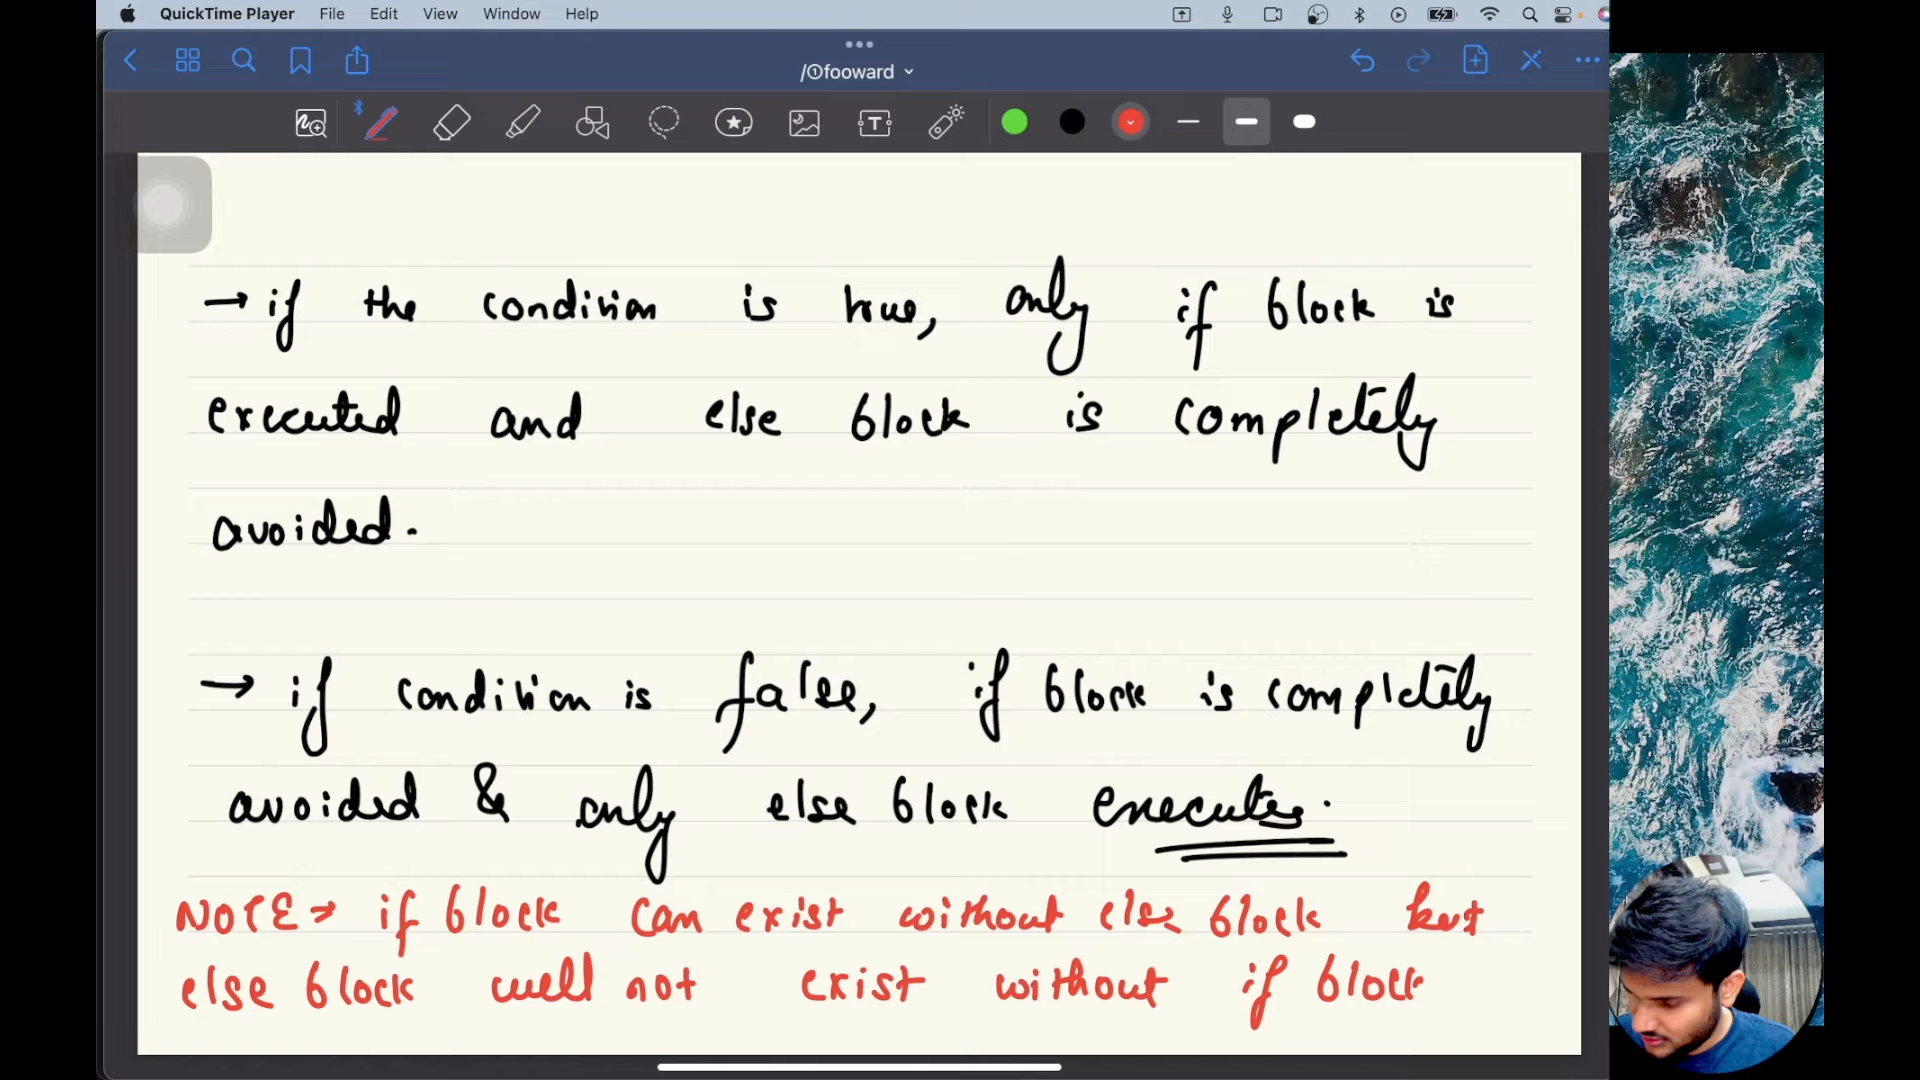 QuickTime Player File Edit View Window Help
/①fooward
→ if the condition is true, only if block is
executed and else block is completely
avoided.
→ if condition is false, if block is completely
avoided & only else block executes.
NOTE → if block can exist without else block but
else block will not exist without if block